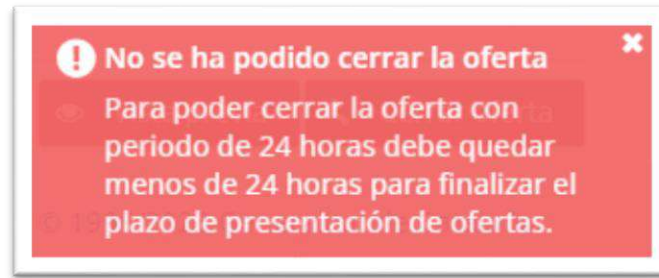 No se ha podido cerrar la oferta
Para poder cerrar la oferta con
periodo de 24 horas debe quedar
menos de 24 horas para finalizar el
plazo de presentación de ofertas.